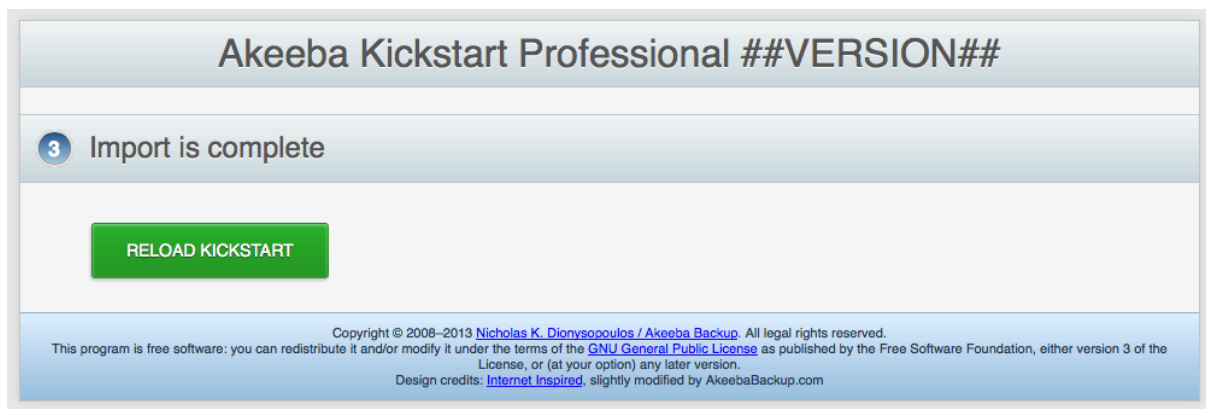 Akeeba Kickstart Professional ##VERSION##
3 Import is complete
RELOAD KICKSTART
Copyright © 2008–2013 Nicholas K. Dionysopoulos / Akeeba Backup. All legal rights reserved.
This program is free software: you can redistribute it and/or modify it under the terms of the GNU General Public License as published by the Free Software Foundation, either version 3 of the
License, or (at your option) any later version.
Design credits: Internet Inspired, slightly modified by AkeebaBackup.com